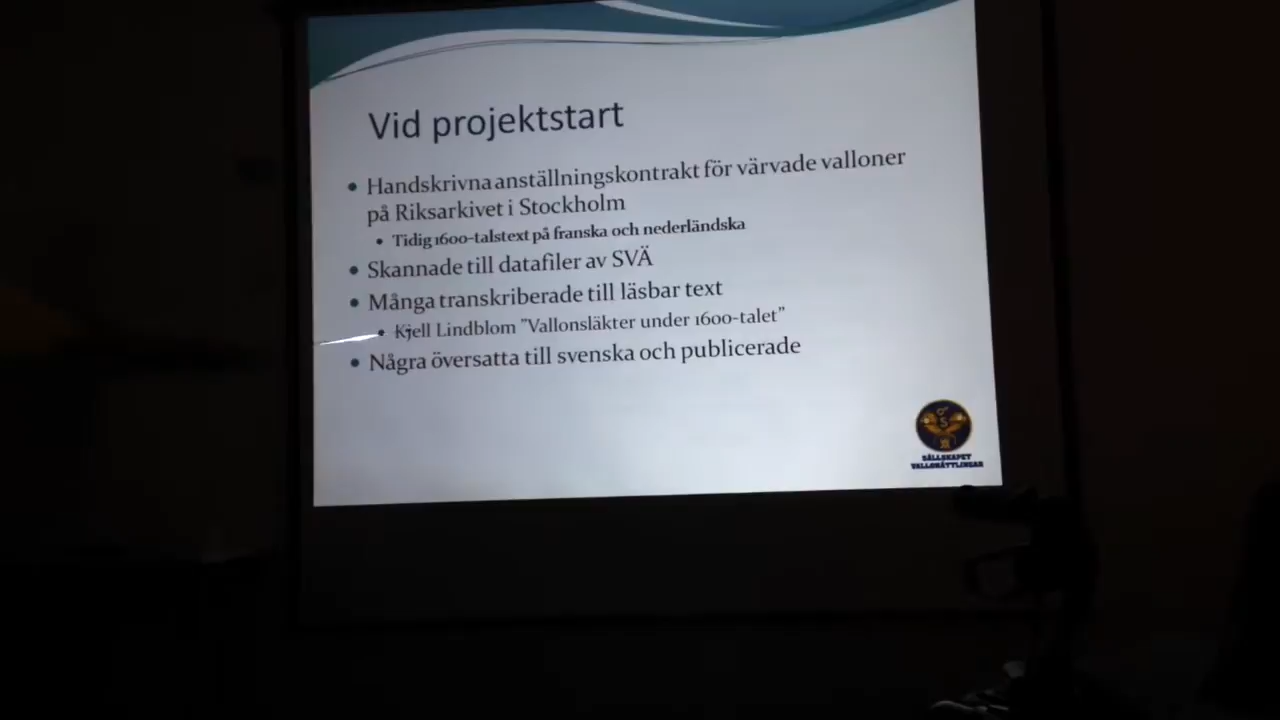 Vid projektstart
• Handskrivna anställningskontrakt för värvade valloner
på Riksarkivet i Stockholm
• Tidig 1600-talstext på franska och nederländska
• Skannade till datafiler av SVÄ
• Många transkriberade till läsbar text
• Kjell Lindblom ”Vallonsläkter under 1600-talet”
• Några översatta till svenska och publicerade
S
SÄLLSKAPET
VALLONÄTTLINGAR